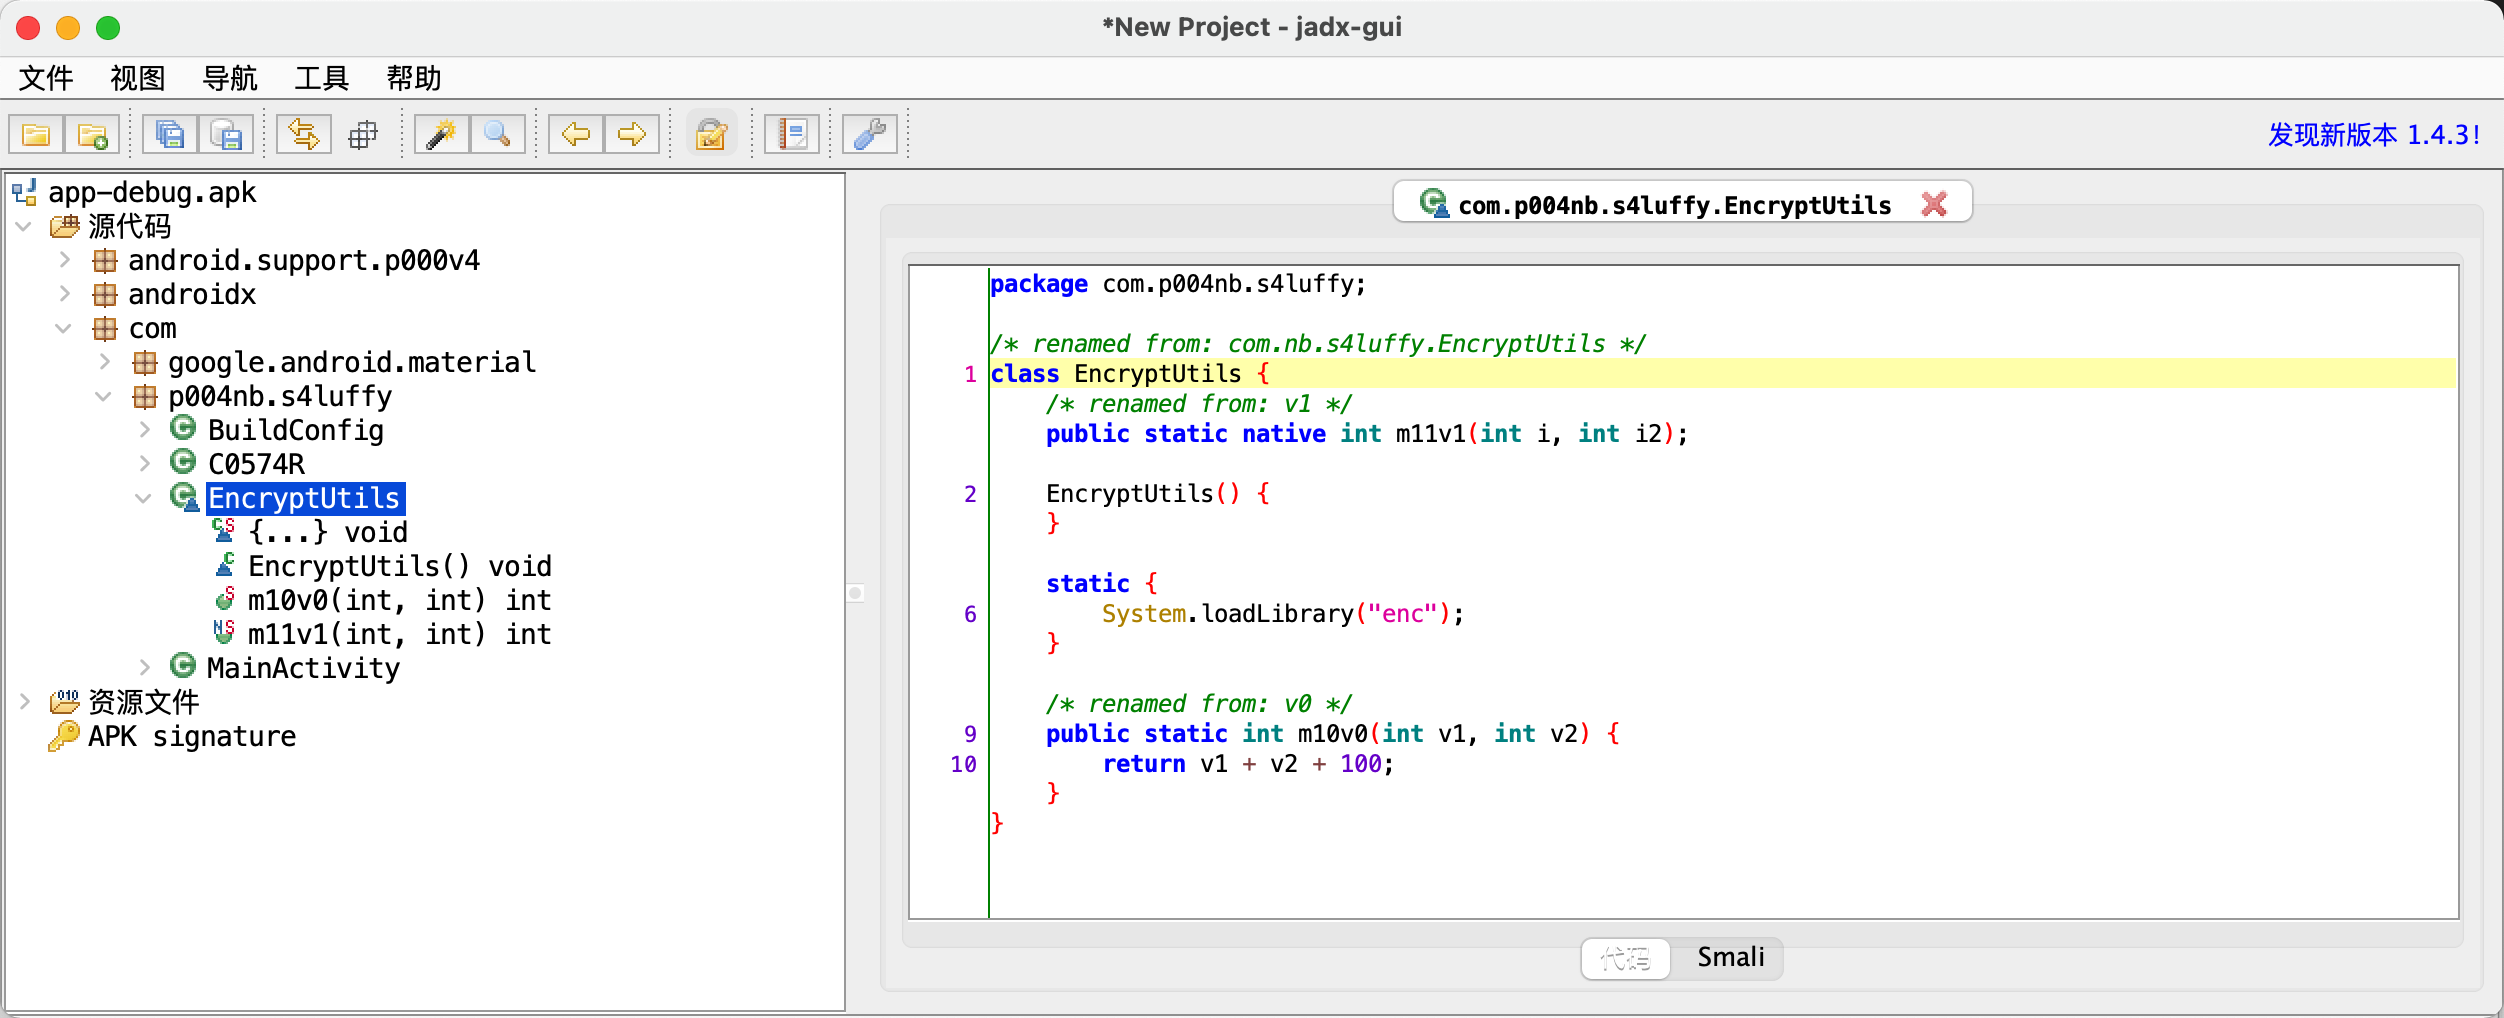 *New Project - jadx-gui
文件 视图 导航 工具 帮助
发现新版本 1.4.3!
app-debug.apk
源代码
android.support.p000v4
androidx
com
google.android.material
p004nb.s4luffy
BuildConfig
C0574R
EncryptUtils
{...} void
EncryptUtils() void
m10v0(int, int) int
m11v1(int, int) int
MainActivity
资源文件
APK signature
com.p004nb.s4luffy.EncryptUtils
package com.p004nb.s4luffy;
/* renamed from: com.nb.s4luffy.EncryptUtils */
1 class EncryptUtils {
/* renamed from: v1 */
public static native int m11v1(int i, int i2);
2 EncryptUtils() {
}
static {
6 System.loadLibrary("enc");
}
/* renamed from: v0 */
9 public static int m10v0(int v1, int v2) {
10 return v1 + v2 + 100;
}
}
代码 Smali